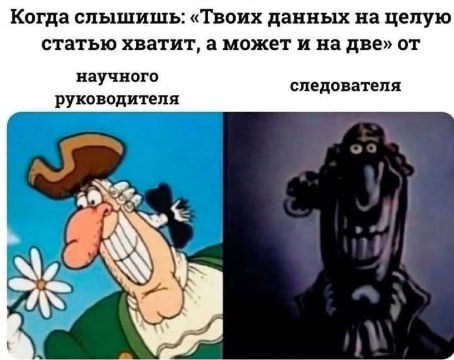 Когда слышишь: «Твоих данных на целую
статью хватит, а может и на две» от
научного
руководителя
следователя